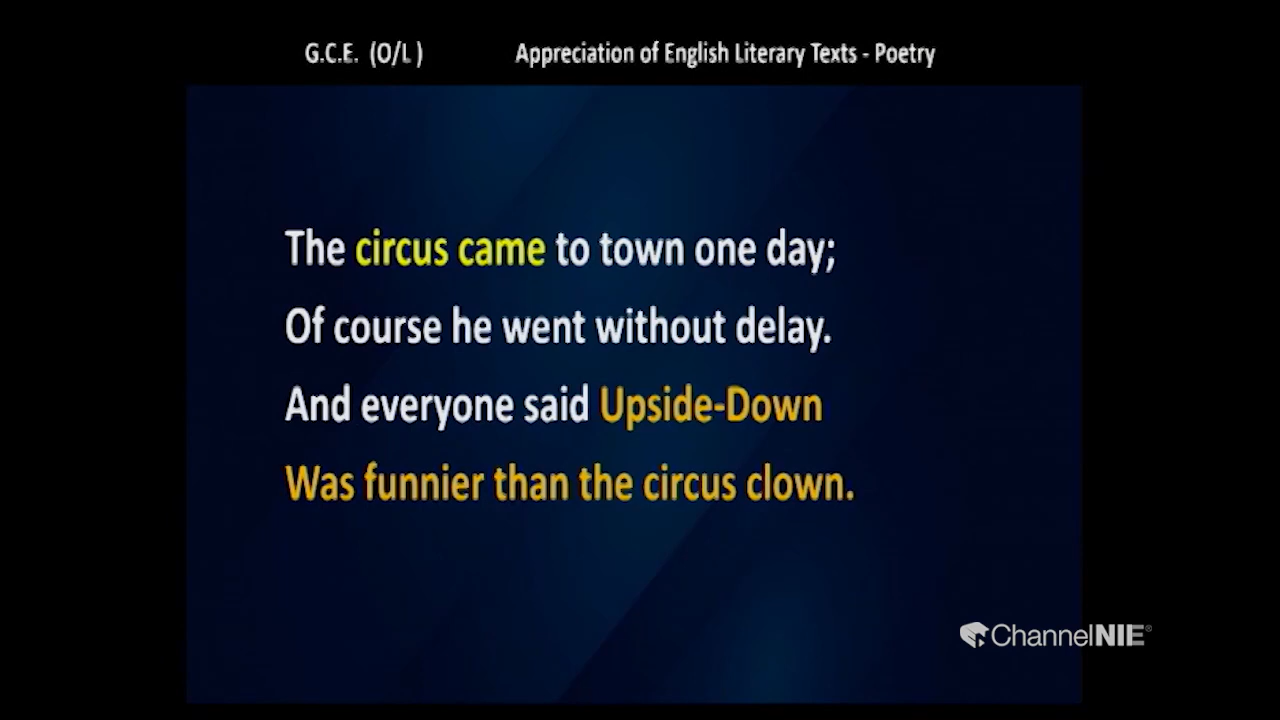 G.C.E. (O/L) Appreciation of English Literary Texts - Poetry
The circus came to town one day;
Of course he went without delay.
And everyone said Upside-Down
Was funnier than the circus clown.
ChannelNIE®